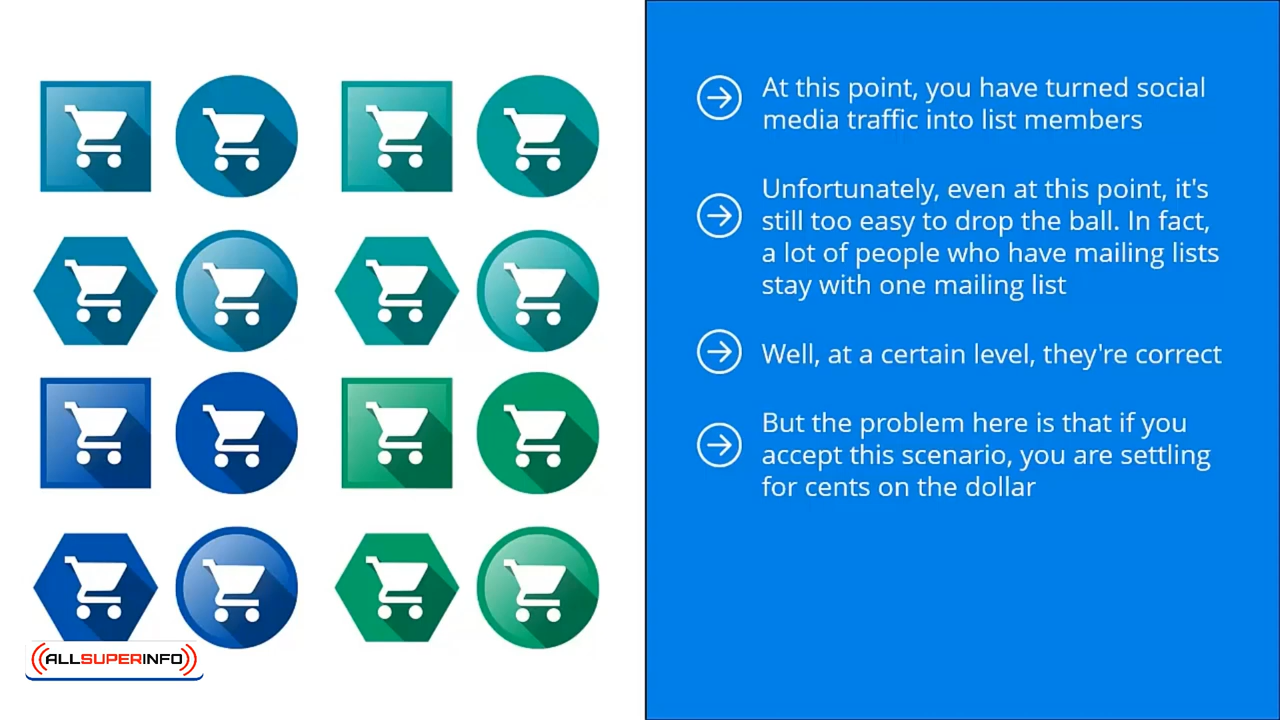 At this point, you have turned social
media traffic into list members
Unfortunately, even at this point, it's
still too easy to drop the ball. In fact,
a lot of people who have mailing lists
stay with one mailing list
Well, at a certain level, they're correct
But the problem here is that if you
accept this scenario, you are settling
for cents on the dollar
ALLSUPERINFO